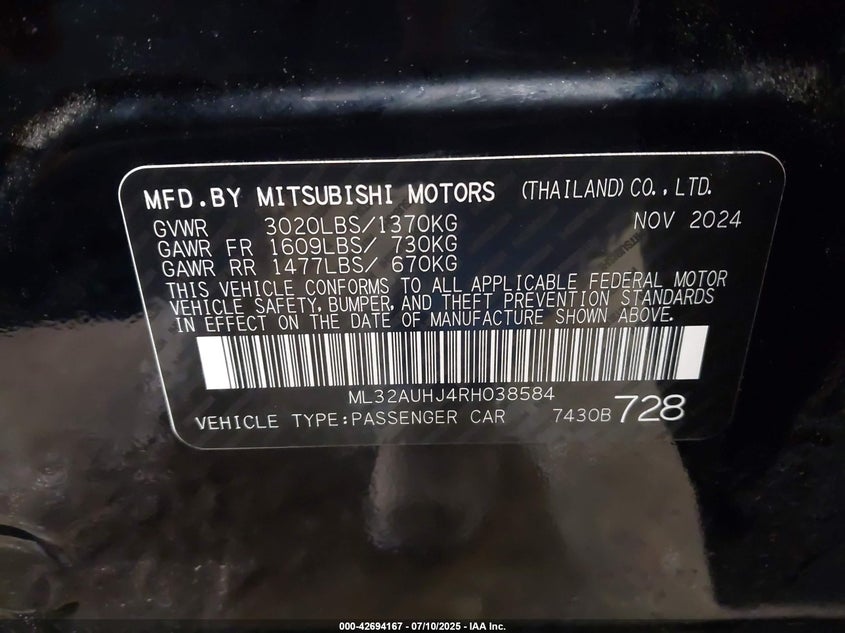 MFD.BY MITSUBISHI MOTORS (THAILAND) CO., LTD.
GVWR 3020LBS/1370KG NOV 2024
GAWR FR 1609LBS/ 730KG
GAWR RR 1477LBS/ 670KG
THIS VEHICLE CONFORMS TO ALL APPLICABLE FEDERAL MOTOR
VEHICLE SAFETY, BUMPER, AND THEFT PREVENTION STANDARDS
IN EFFECT ON THE DATE OF MANUFACTURE SHOWN ABOVE.
ML32AUHJ4RH038584
VEHICLE TYPE:PASSENGER CAR 7430B 728
000-42694167 - 07/10/2025 - IAA Inc.